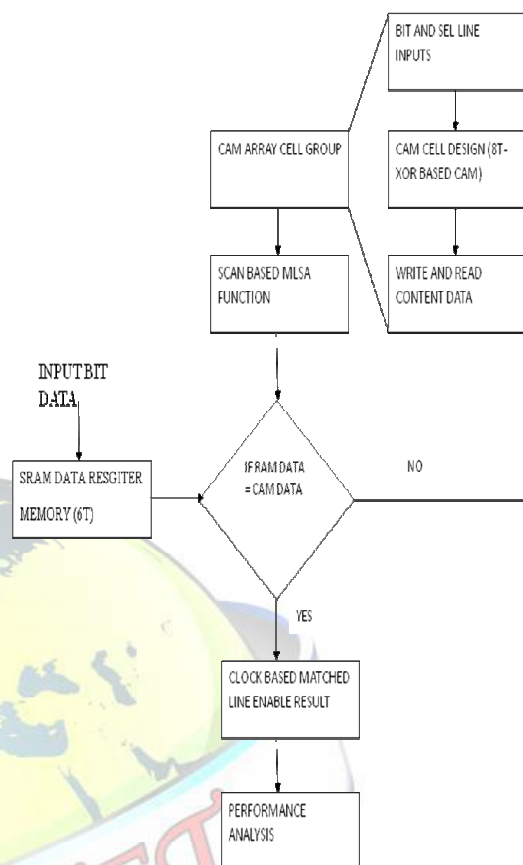 BIT AND SEL LINE
INPUTS
CAM ARRAY CELL GROUP
CAM CELL DESIGN (8T-
XOR BASED CAM)
SCAN BASED MLSA
FUNCTION
WRITE AND READ
CONTENT DATA
INPUT BIT
DATA
SRAM DATA RESGITER
MEMORY (6T)
IF RAM DATA
= CAM DATA
NO
YES
CLOCK BASED MATCHED
LINE ENABLE RESULT
PERFORMANCE
ANALYSIS